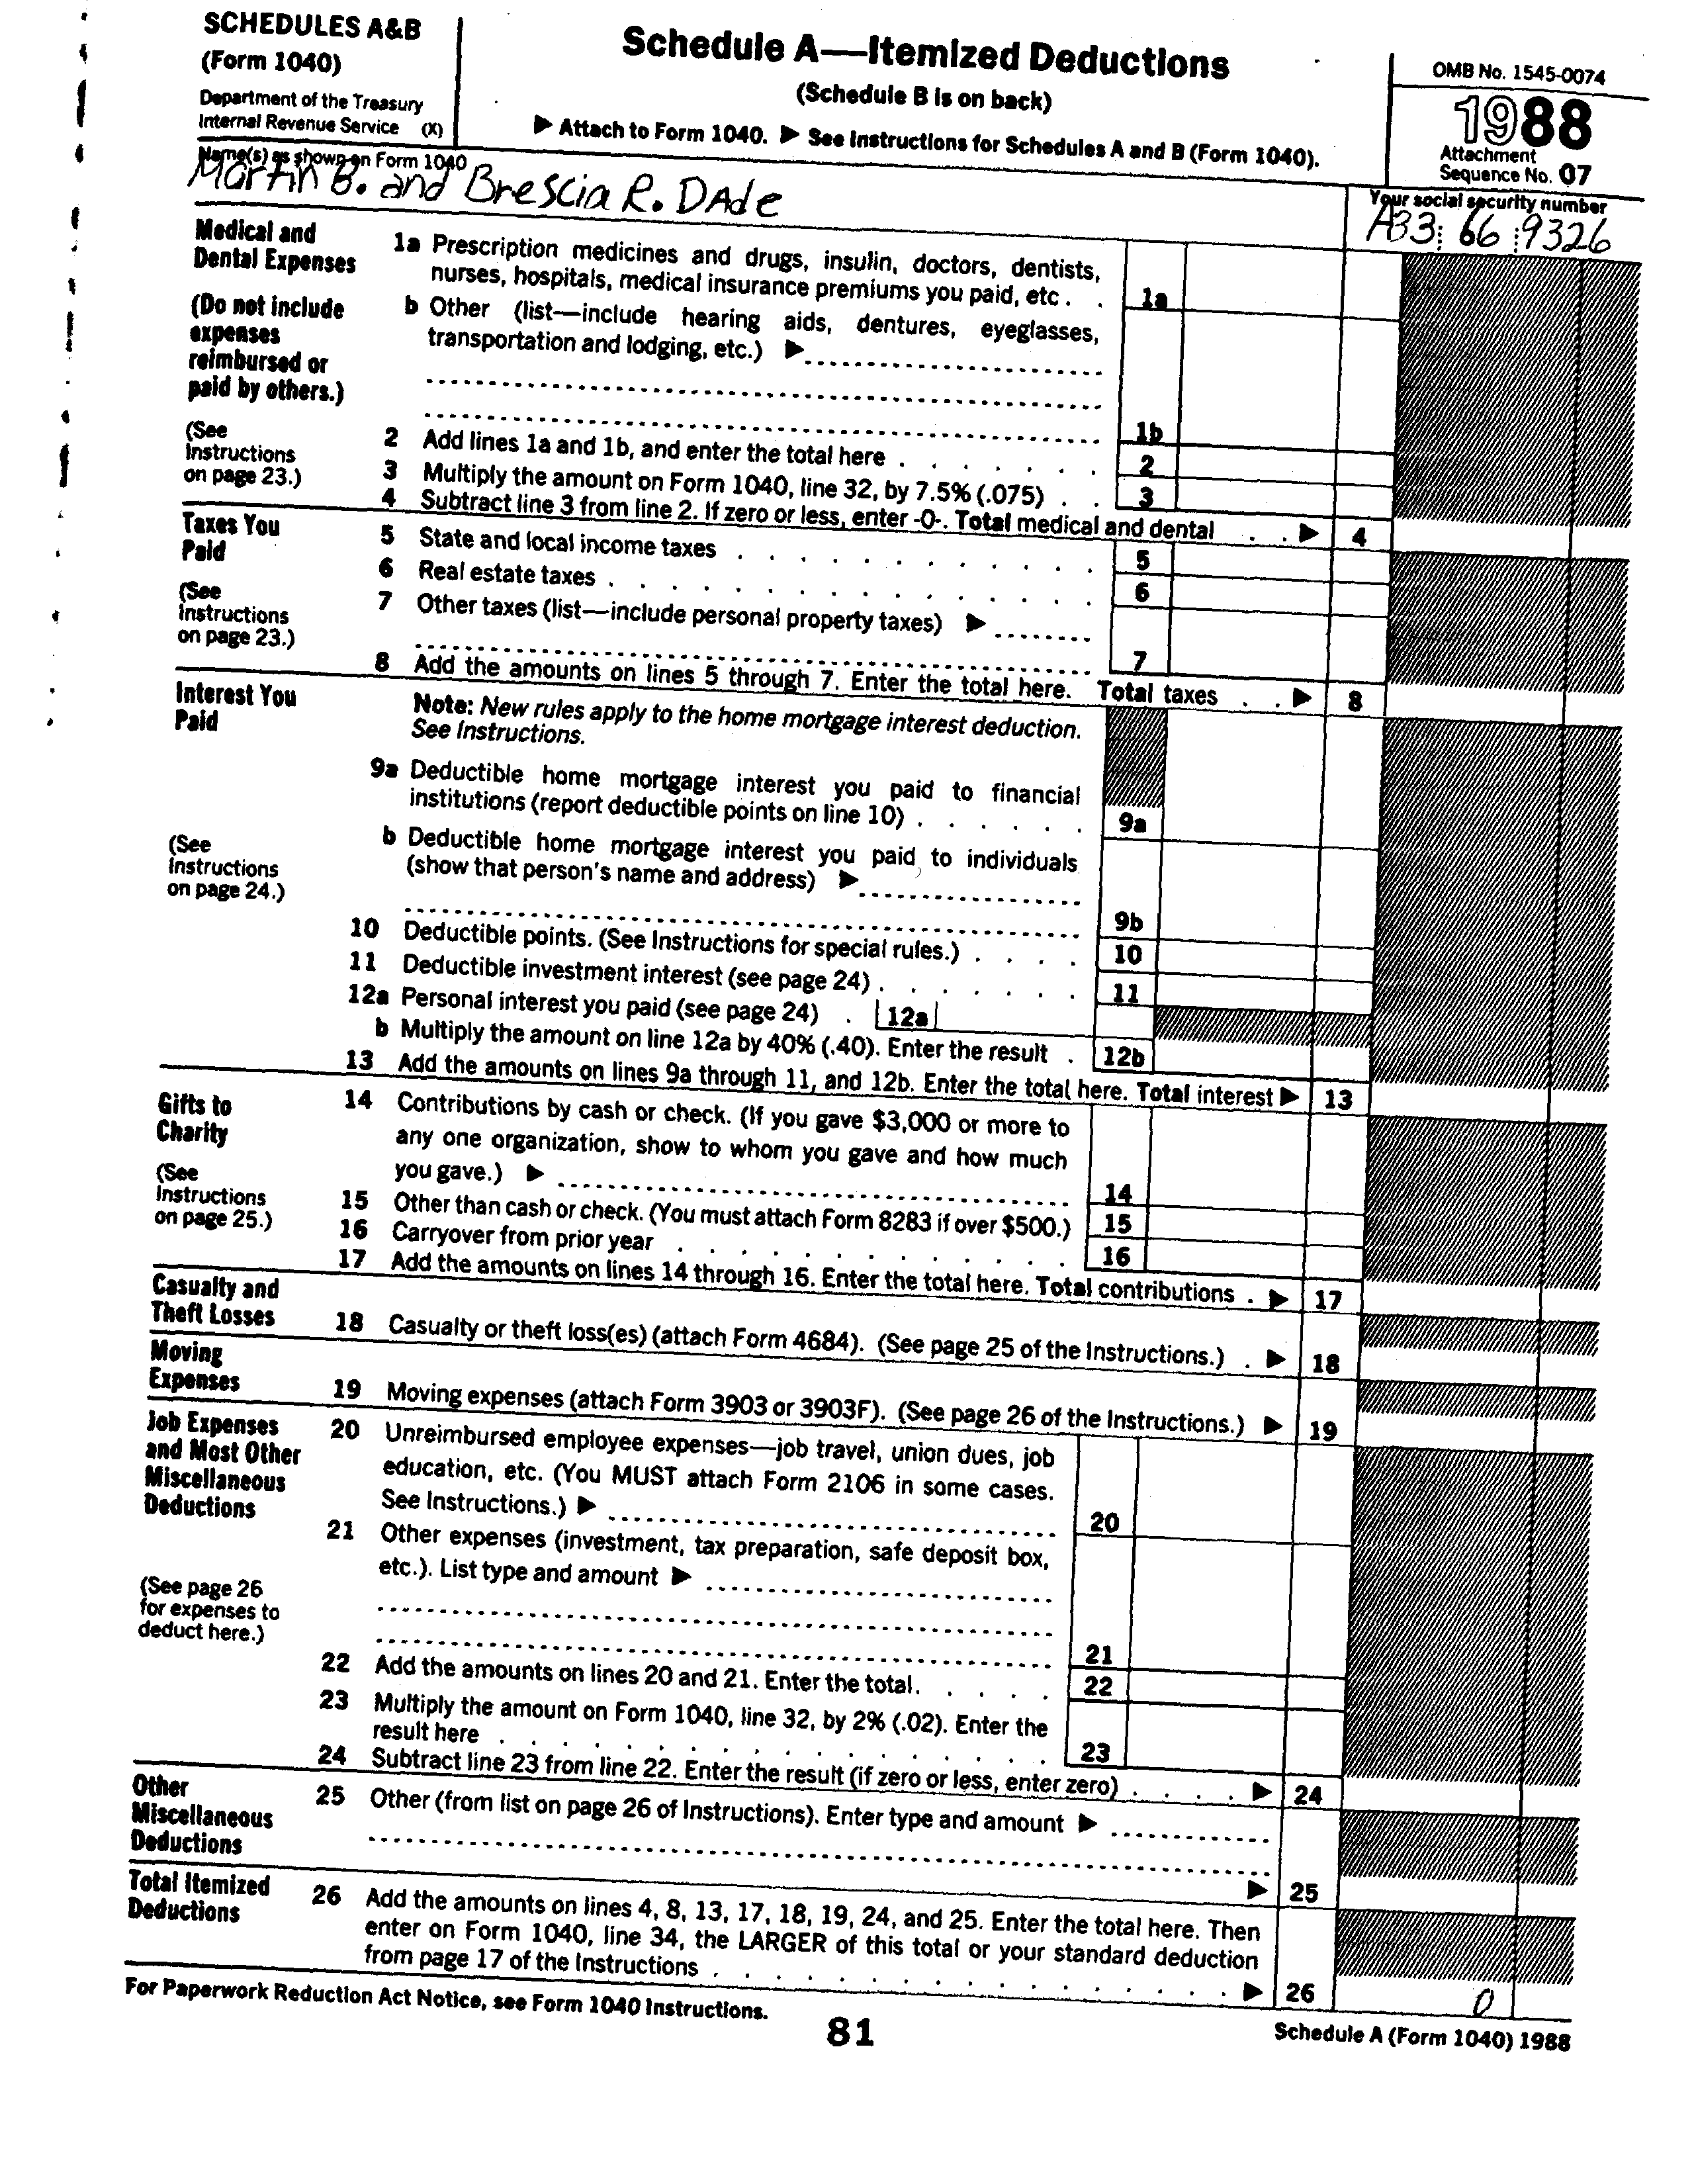 SCHEDULES A&B
(Form 1040)
Department of the Treasury
Internal Revenue Service (X)
Schedule A—Itemized Deductions
(Schedule B is on back)
▶ Attach to Form 1040. ▶ See Instructions for Schedules A and B (Form 1040).
OMB No. 1545-0074
1988
Attachment
Sequence No. 07
Name(s) as shown on Form 1040
Martin B. and Brescia R. DAde
Your social security number
A33 66 9326
Medical and
Dental Expenses
(Do not include
expenses
reimbursed or
paid by others.)
(See
Instructions
on page 23.)
1a Prescription medicines and drugs, insulin, doctors, dentists,
nurses, hospitals, medical insurance premiums you paid, etc. . 1a
b Other (list—include hearing aids, dentures, eyeglasses,
transportation and lodging, etc.) ▶
1b
2 Add lines 1a and 1b, and enter the total here . . . . . . . 2
3 Multiply the amount on Form 1040, line 32, by 7.5% (.075) . . 3
4 Subtract line 3 from line 2. If zero or less, enter -0-. Total medical and dental . . ▶ 4
Taxes You
Paid
(See
Instructions
on page 23.)
5 State and local income taxes . . . . . . . . . . . 5
6 Real estate taxes . . . . . . . . . . . . . . 6
7 Other taxes (list—include personal property taxes) ▶
7
8 Add the amounts on lines 5 through 7. Enter the total here. Total taxes . . ▶ 8
Interest You
Paid
(See
Instructions
on page 24.)
Note: New rules apply to the home mortgage interest deduction.
See Instructions.
9a Deductible home mortgage interest you paid to financial
institutions (report deductible points on line 10) . . . . . . 9a
b Deductible home mortgage interest you paid to individuals
(show that person's name and address) ▶
9b
10 Deductible points. (See Instructions for special rules.) . . . . 10
11 Deductible investment interest (see page 24) . . . . . . . 11
12a Personal interest you paid (see page 24) . 12a
b Multiply the amount on line 12a by 40% (.40). Enter the result . 12b
13 Add the amounts on lines 9a through 11, and 12b. Enter the total here. Total interest ▶ 13
Gifts to
Charity
(See
Instructions
on page 25.)
14 Contributions by cash or check. (If you gave $3,000 or more to
any one organization, show to whom you gave and how much
you gave.) ▶ 14
15 Other than cash or check. (You must attach Form 8283 if over $500.) 15
16 Carryover from prior year . . . . . . . . . . . . . 16
17 Add the amounts on lines 14 through 16. Enter the total here. Total contributions . ▶ 17
Casualty and
Theft Losses
18 Casualty or theft loss(es) (attach Form 4684). (See page 25 of the Instructions.) . ▶ 18
Moving
Expenses
19 Moving expenses (attach Form 3903 or 3903F). (See page 26 of the Instructions.) ▶ 19
Job Expenses
and Most Other
Miscellaneous
Deductions
(See page 26
for expenses to
deduct here.)
20 Unreimbursed employee expenses—job travel, union dues, job
education, etc. (You MUST attach Form 2106 in some cases.
See Instructions.) ▶ 20
21 Other expenses (investment, tax preparation, safe deposit box,
etc.). List type and amount ▶
21
22 Add the amounts on lines 20 and 21. Enter the total. . . . . 22
23 Multiply the amount on Form 1040, line 32, by 2% (.02). Enter the
result here . . . . . . . . . . . . . . . . . 23
24 Subtract line 23 from line 22. Enter the result (if zero or less, enter zero) . . . . ▶ 24
Other
Miscellaneous
Deductions
25 Other (from list on page 26 of Instructions). Enter type and amount ▶
▶ 25
Total Itemized
Deductions
26 Add the amounts on lines 4, 8, 13, 17, 18, 19, 24, and 25. Enter the total here. Then
enter on Form 1040, line 34, the LARGER of this total or your standard deduction
from page 17 of the Instructions . . . . . . . . . . . . . . . ▶ 26 0
For Paperwork Reduction Act Notice, see Form 1040 Instructions.
81
Schedule A (Form 1040) 1988